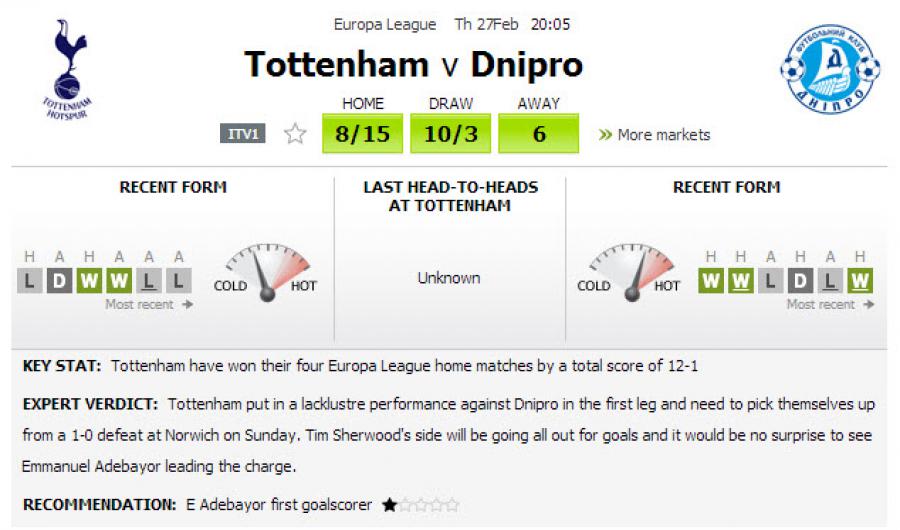 Europa League Th 27Feb 20:05
Tottenham v Dnipro
TOTTENHAM
HOTSPUR
ФУТБОЛЬНИЙ КЛУБ
ДНІПРО
HOME DRAW AWAY
ITV1 8/15 10/3 6 » More markets
RECENT FORM
H A H A A A
L D W W L L
Most recent →
COLD HOT
LAST HEAD-TO-HEADS
AT TOTTENHAM
Unknown
RECENT FORM
COLD HOT
H A H H A H
W W L D L W
Most recent →
KEY STAT: Tottenham have won their four Europa League home matches by a total score of 12-1
EXPERT VERDICT: Tottenham put in a lacklustre performance against Dnipro in the first leg and need to pick themselves up
from a 1-0 defeat at Norwich on Sunday. Tim Sherwood's side will be going all out for goals and it would be no surprise to see
Emmanuel Adebayor leading the charge.
RECOMMENDATION: E Adebayor first goalscorer